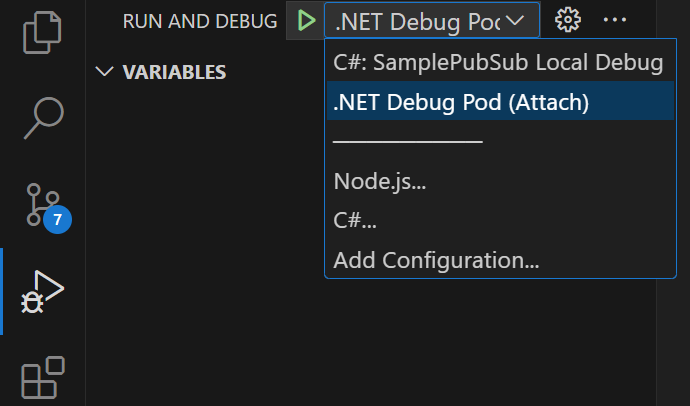 RUN AND DEBUG
.NET Debug Poc
C#: SamplePubSub Local Debug
VARIABLES
.NET Debug Pod (Attach)
Node.js...
7
C#...
Add Configuration...